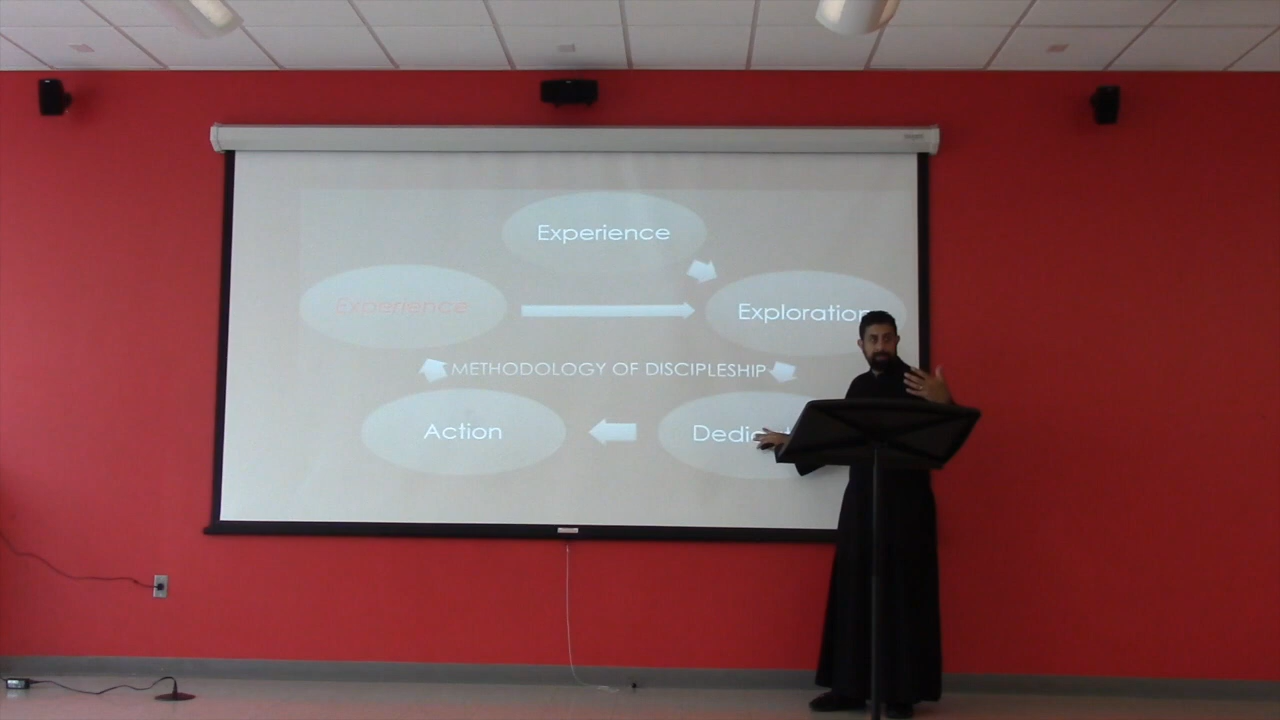 Experience
Experience
Exploration
METHODOLOGY OF DISCIPLESHIP
Action